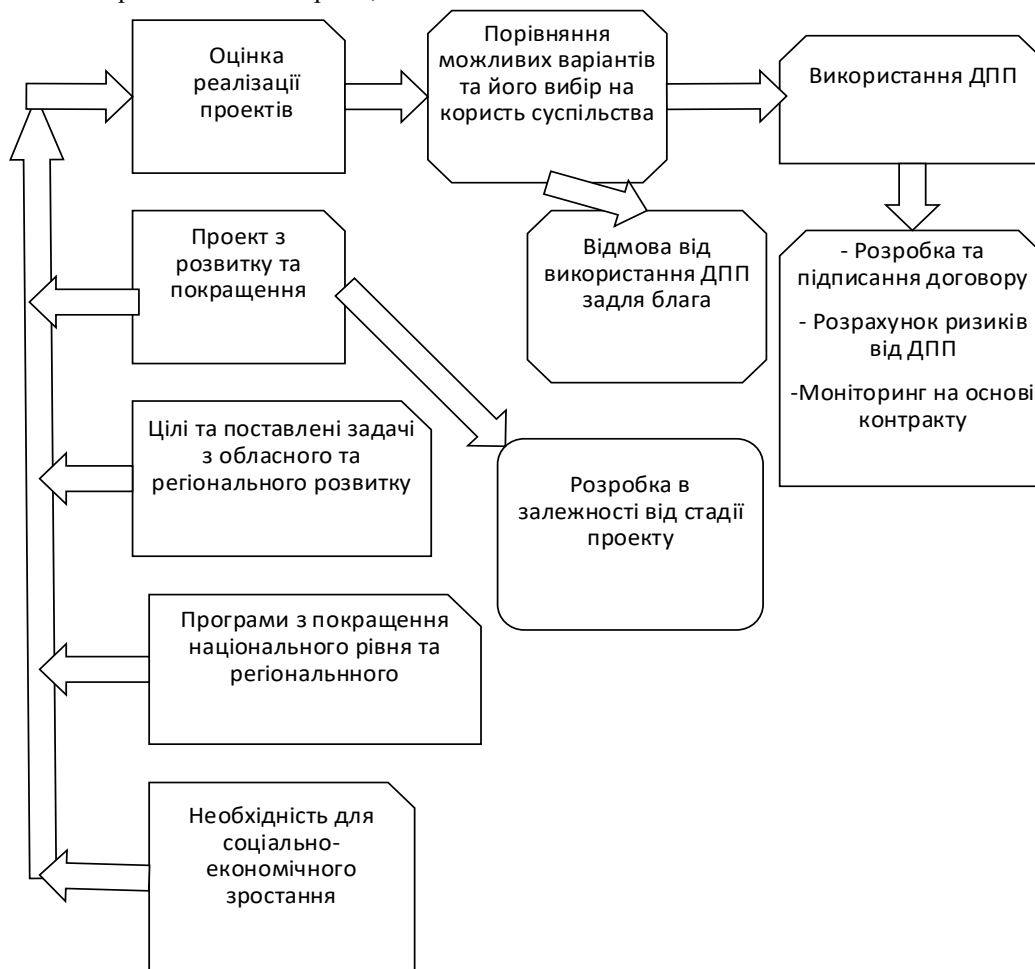 Оцінка
реалізації
проектів
Порівняння
можливих варіантів
та його вибір на
користь суспільства
Використання ДПП
Проект з
розвитку та
покращення
Відмова від
використання ДПП
задля блага
- Розробка та
підписання договору
- Розрахунок ризиків
від ДПП
-Моніторинг на основі
контракту
Цілі та поставлені задачі
з обласного та
регіонального розвитку
Розробка в
залежності від стадії
проекту
Програми з покращення
національного рівня та
регіональнного
Необхідність для
соціально-
економічного
зростання